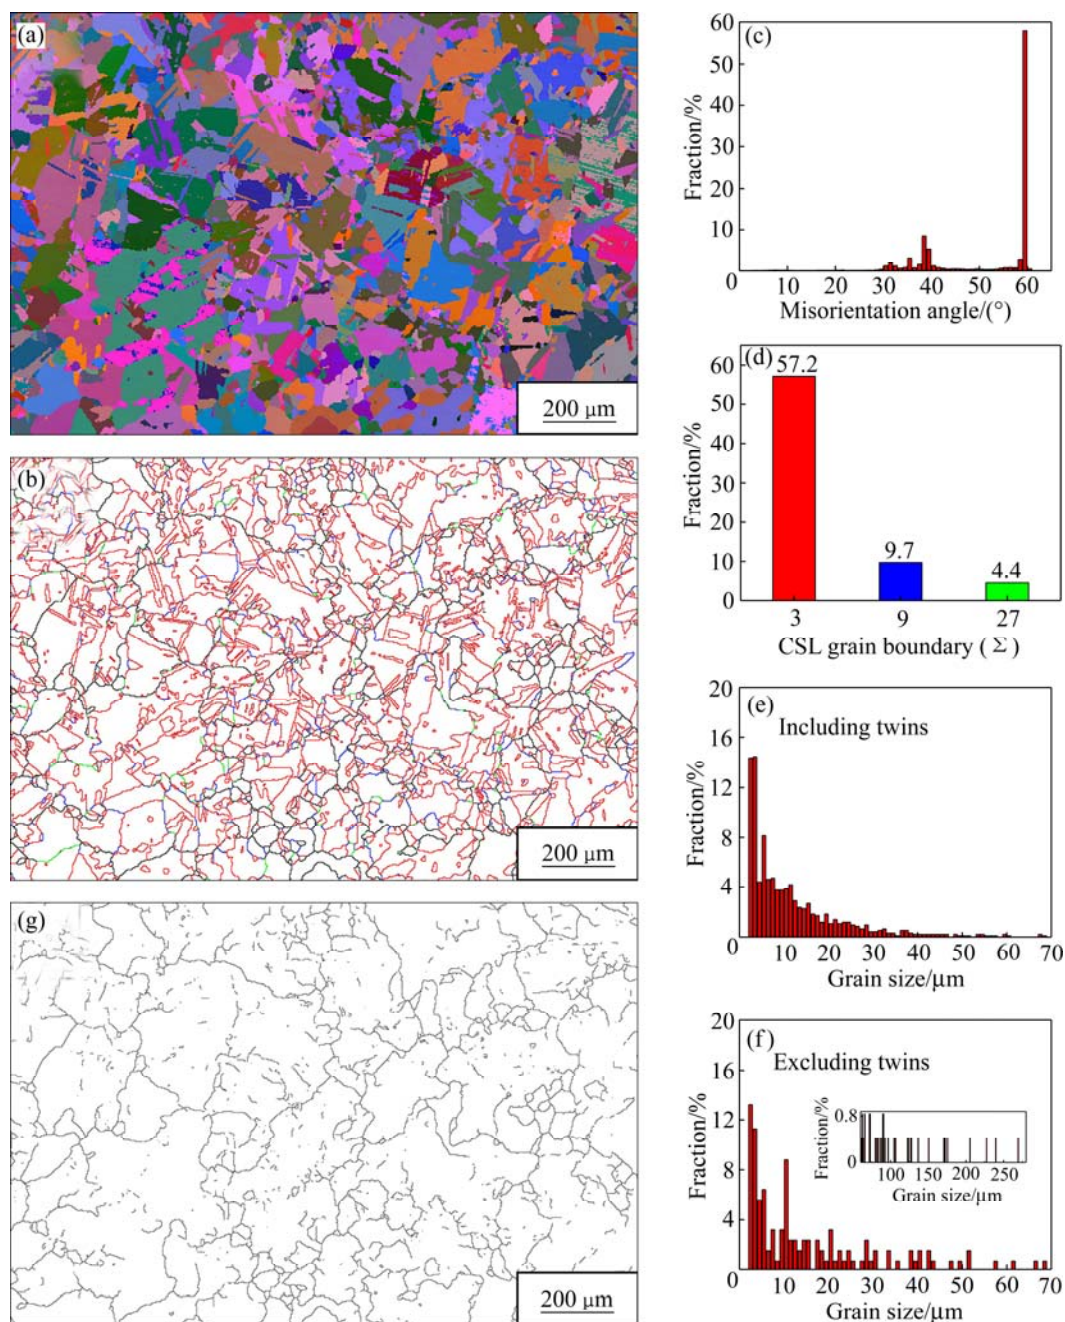 (a)
200 μm
(b)
200 μm
(g)
200 μm
(c)
Fraction/%
60
50
40
30
20
10
0
10 20 30 40 50 60
Misorientation angle/(°)
(d)
Fraction/%
60
50
40
30
20
10
0
57.2
9.7
4.4
3 9 27
CSL grain boundary (Σ)
(e)
Including twins
Fraction/%
20
16
12
8
4
0 10 20 30 40 50 60 70
Grain size/μm
(f)
Excluding twins
Fraction/%
20
16
12
8
4
0 10 20 30 40 50 60 70
Grain size/μm
Fraction/%
0.8
0
100 150 200 250
Grain size/μm